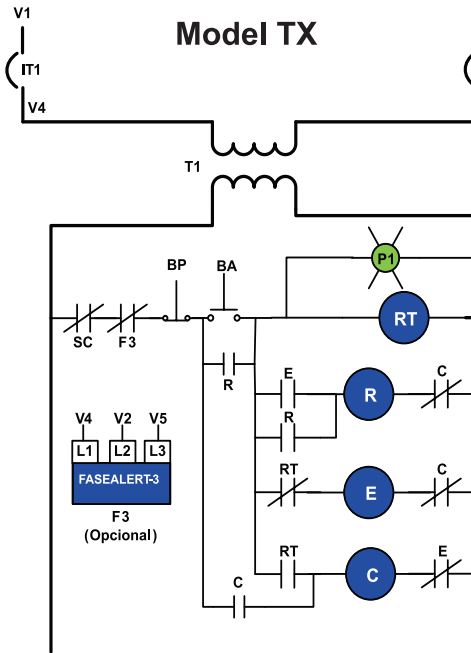 V1
Model TX
IT1
V4
T1
P1
BP
BA
RT
SC
F3
R
E
C
R
R
V4
V2
V5
L1
L2
L3
FASEALERT-3
F3
(Opcional)
RT
C
E
RT
E
C
C